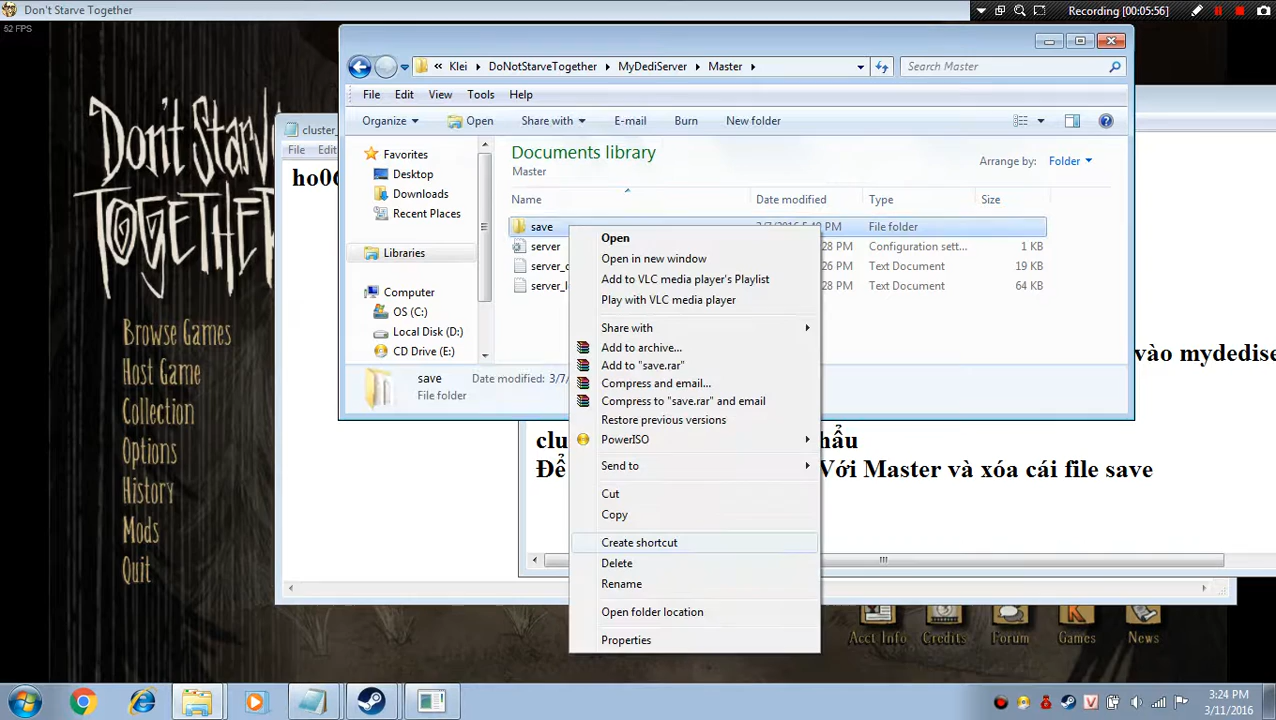 Don't Starve Together
Recording [00:05:56]
52 FPS
Don't Starve
TOGETHER
Browse Games
Host Game
Collection
Options
History
Mods
Quit
cluster_
File Edi
ho0
« Klei ▸ DoNotStarveTogether ▸ MyDediServer ▸ Master ▸
Search Master
File Edit View Tools Help
Organize Open Share with E-mail Burn New folder
Documents library
Master
Arrange by: Folder
Name Date modified Type Size
Favorites
Desktop
Downloads
Recent Places
Libraries
Computer
OS (C:)
Local Disk (D:)
CD Drive (E:)
save File folder
server 28 PM Configuration sett... 1 KB
server_c 26 PM Text Document 19 KB
server_l 28 PM Text Document 64 KB
save Date modified: 3/7/
File folder
Open
Open in new window
Add to VLC media player's Playlist
Play with VLC media player
Share with
Add to archive...
Add to "save.rar"
Compress and email...
Compress to "save.rar" and email
Restore previous versions
PowerISO
Send to
Cut
Copy
Create shortcut
Delete
Rename
Open folder location
Properties
vào mydedise
clu hẩu
Để Với Master và xóa cái file save
Acct Info Credits Forum Games News
3:24 PM
3/11/2016